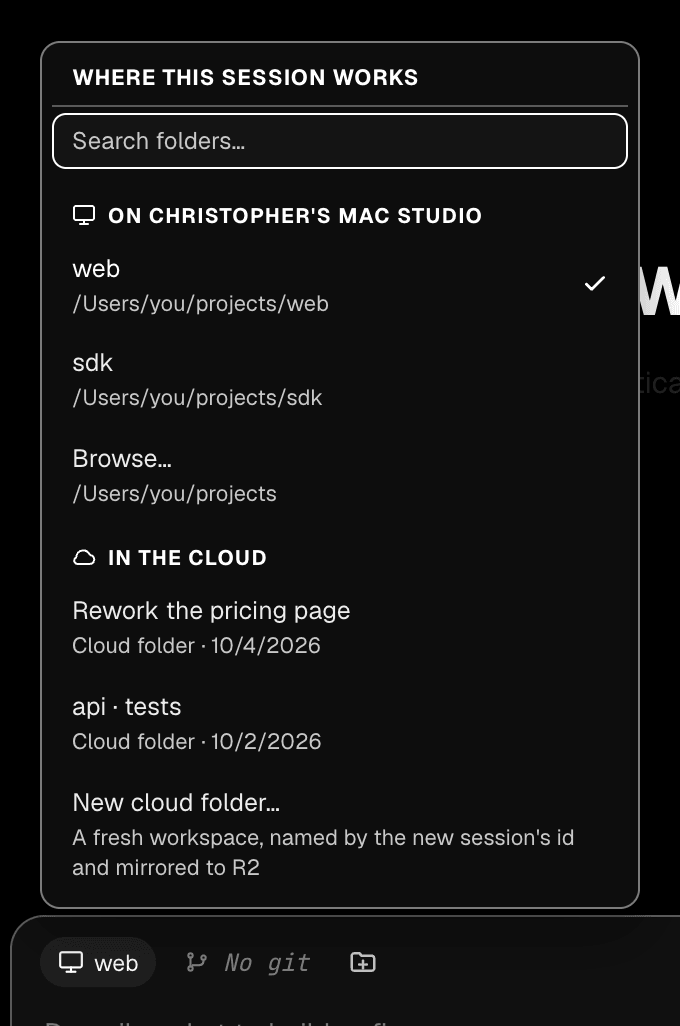 WHERE THIS SESSION WORKS
Search folders…
ON CHRISTOPHER'S MAC STUDIO
web
/Users/you/projects/web
sdk
/Users/you/projects/sdk
Browse…
/Users/you/projects
IN THE CLOUD
Rework the pricing page
Cloud folder · 10/4/2026
api · tests
Cloud folder · 10/2/2026
New cloud folder…
A fresh workspace, named by the new session's id
and mirrored to R2
web
No git